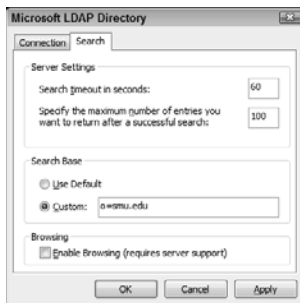 Microsoft LDAP Directory
Connection Search
Server Settings
Search timeout in seconds: 60
Specify the maximum number of entries you
want to return after a successful search: 100
Search Base
Use Default
Custom: o=smu.edu
Browsing
Enable Browsing (requires server support)
OK Cancel Apply